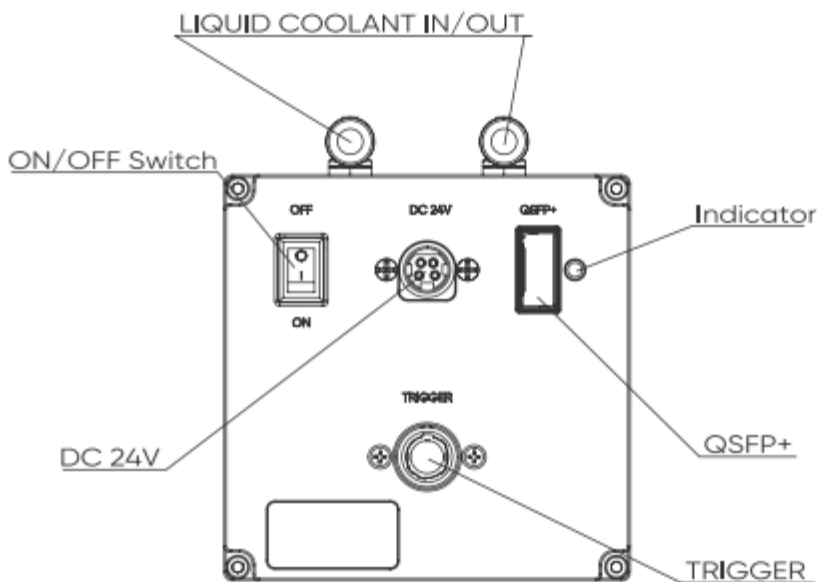 LIQUID COOLANT IN/OUT
ON/OFF Switch
OFF
DC 24V
QSFP+
Indicator
O
I
ON
TRIGGER
DC 24V
QSFP+
TRIGGER